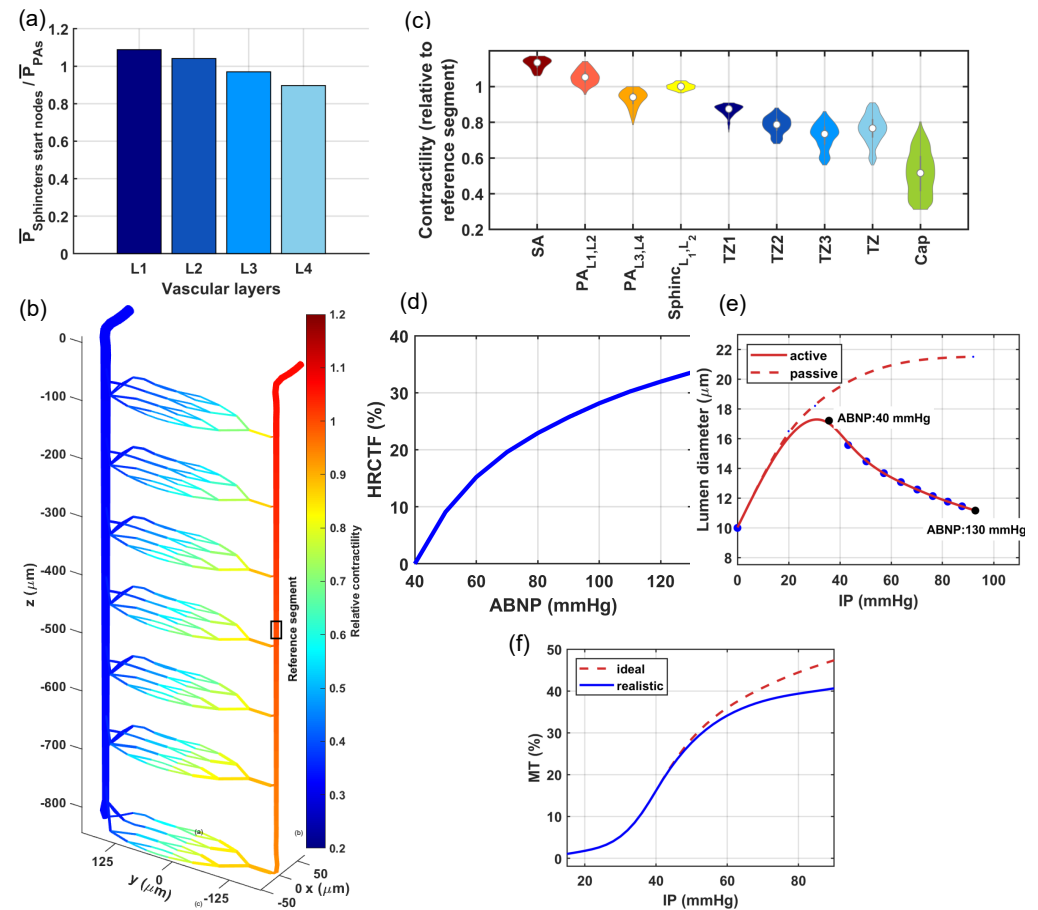 (a)
1.2
1
0.8
0.6
0.4
0.2
0
P̅Sphincters start nodes / P̅PAs
L1 L2 L3 L4
Vascular layers
(c)
Contractility (relative to
reference segment)
1
0.8
0.6
0.4
0.2
SA
PAL1,L2
PAL3,L4
SphincL1,L2
TZ1
TZ2
TZ3
TZ
Cap
(b)
0
-100
-200
-300
-400
-500
-600
-700
-800
z (μm)
125
0
-125
y (μm)
50
0
-50
x (μm)
Reference segment
1.2
1.1
1
0.9
0.8
0.7
0.6
0.5
0.4
0.3
0.2
Relative contractility
(a)
(b)
(c)
(d)
40
30
20
10
0
HRCTF (%)
40 60 80 100 120
ABNP (mmHg)
(e)
22
20
18
16
14
12
10
8
Lumen diameter (μm)
active
passive
ABNP:40 mmHg
ABNP:130 mmHg
0 20 40 60 80 100
IP (mmHg)
(f)
50
40
30
20
10
0
MT (%)
ideal
realistic
20 40 60 80
IP (mmHg)